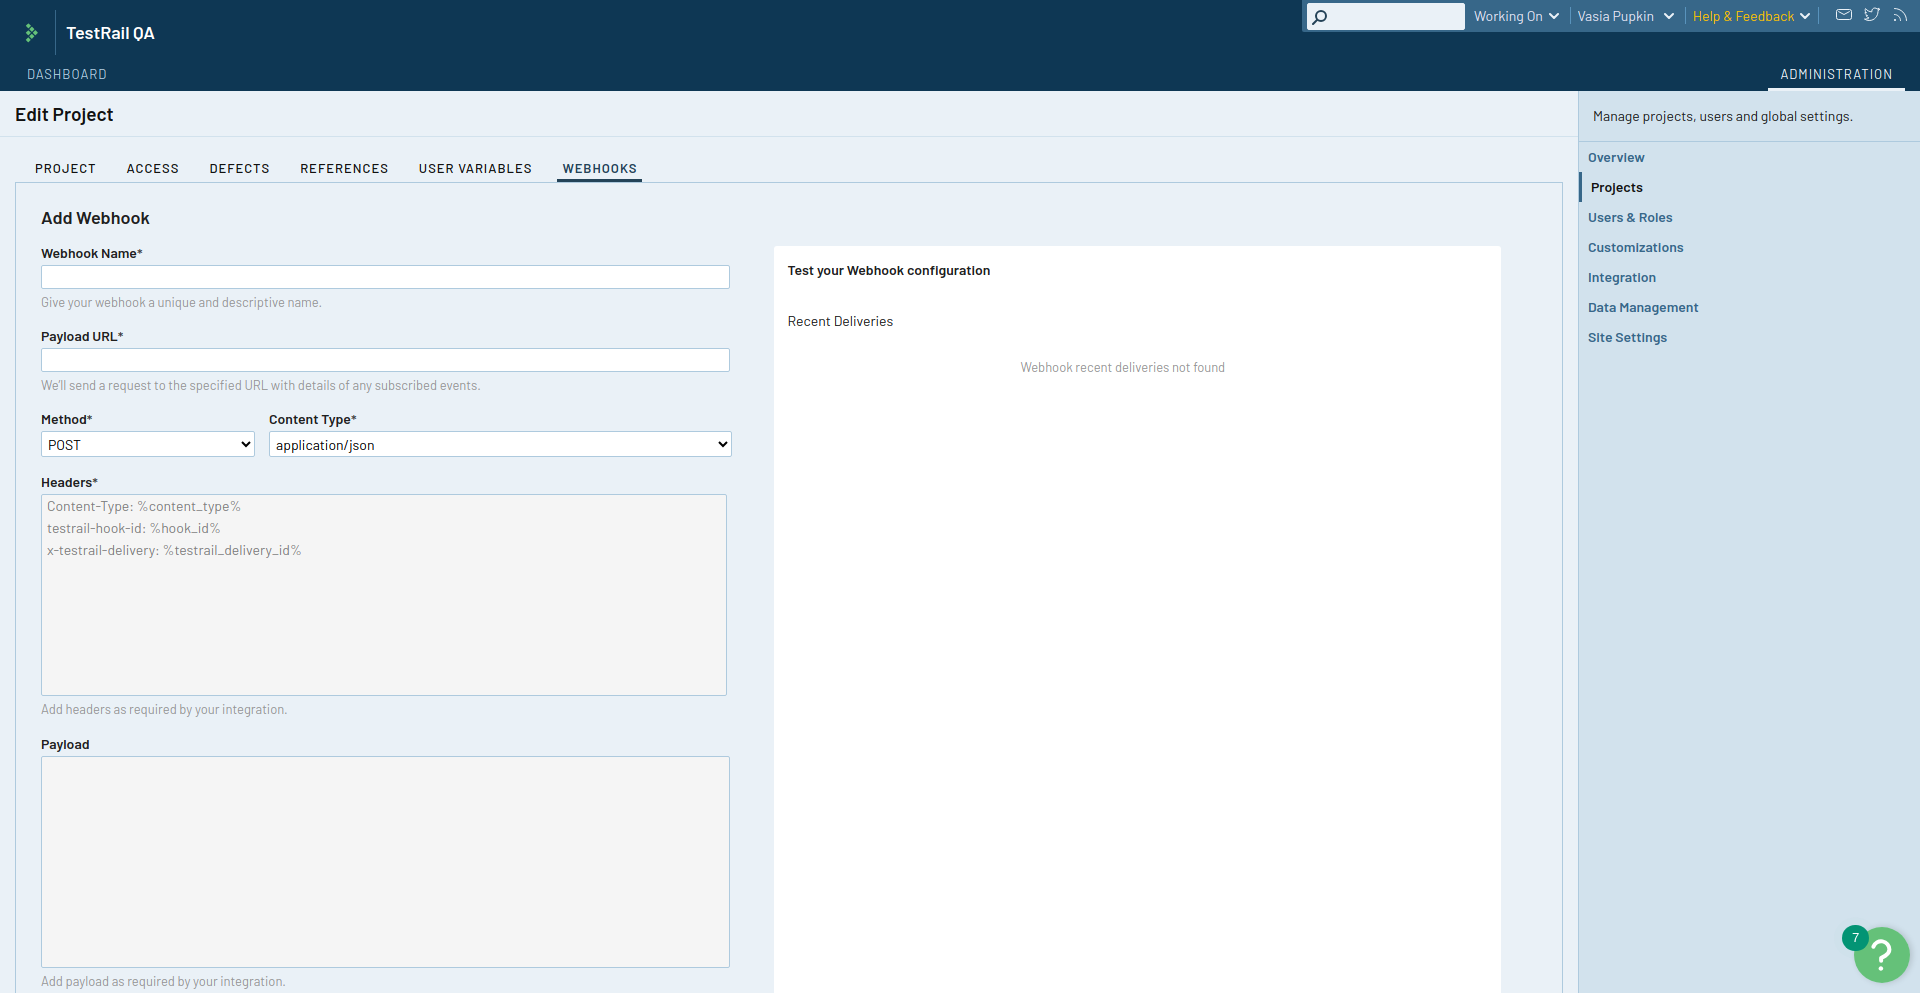 TestRail QA
Working On
Vasia Pupkin
Help & Feedback
DASHBOARD
ADMINISTRATION
Edit Project
PROJECT
ACCESS
DEFECTS
REFERENCES
USER VARIABLES
WEBHOOKS
Add Webhook
Webhook Name*
Give your webhook a unique and descriptive name.
Payload URL*
We'll send a request to the specified URL with details of any subscribed events.
Method*
Content Type*
POST
application/json
Headers*
Content-Type: %content_type%
testrail-hook-id: %hook_id%
x-testrail-delivery: %testrail_delivery_id%
Add headers as required by your integration.
Payload
Add payload as required by your integration.
Test your Webhook configuration
Recent Deliveries
Webhook recent deliveries not found
Manage projects, users and global settings.
Overview
Projects
Users & Roles
Customizations
Integration
Data Management
Site Settings
7
?